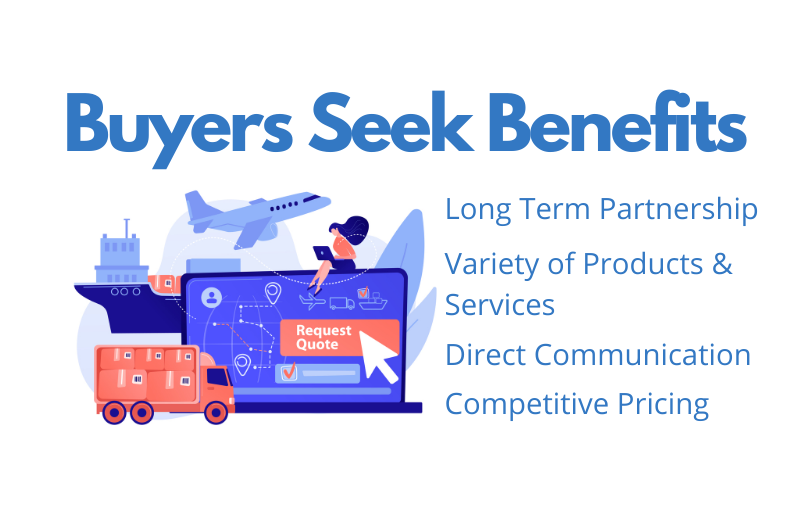 Buyers Seek Benefits
Long Term Partnership
Variety of Products &
Services
Direct Communication
Competitive Pricing
Request
Quote